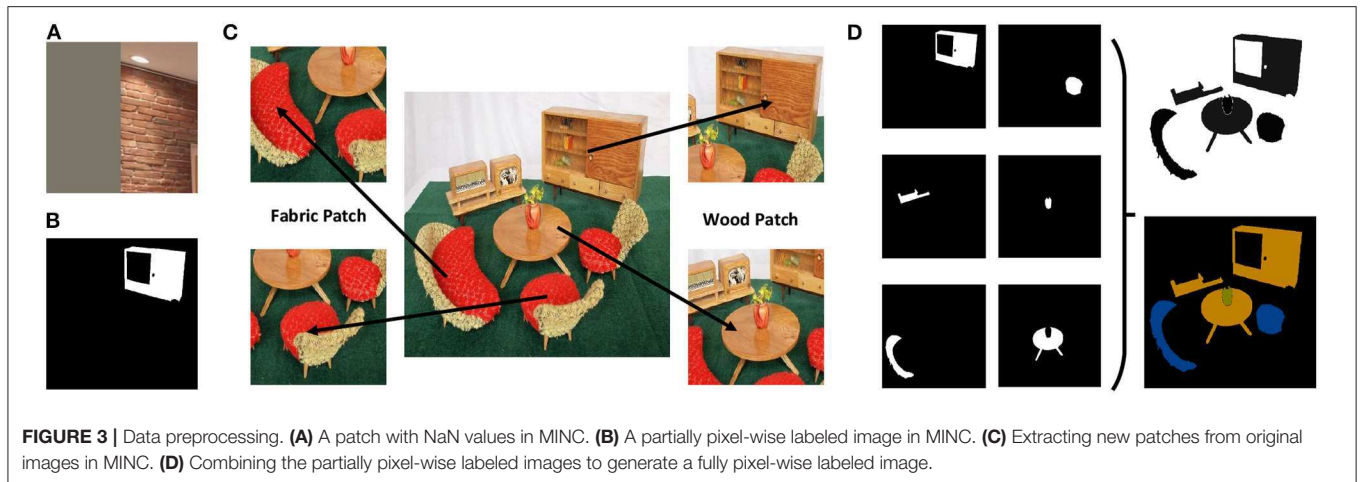 A
C
D
Fabric Patch
Wood Patch
B
FIGURE 3 | Data preprocessing. (A) A patch with NaN values in MINC. (B) A partially pixel-wise labeled image in MINC. (C) Extracting new patches from original
images in MINC. (D) Combining the partially pixel-wise labeled images to generate a fully pixel-wise labeled image.